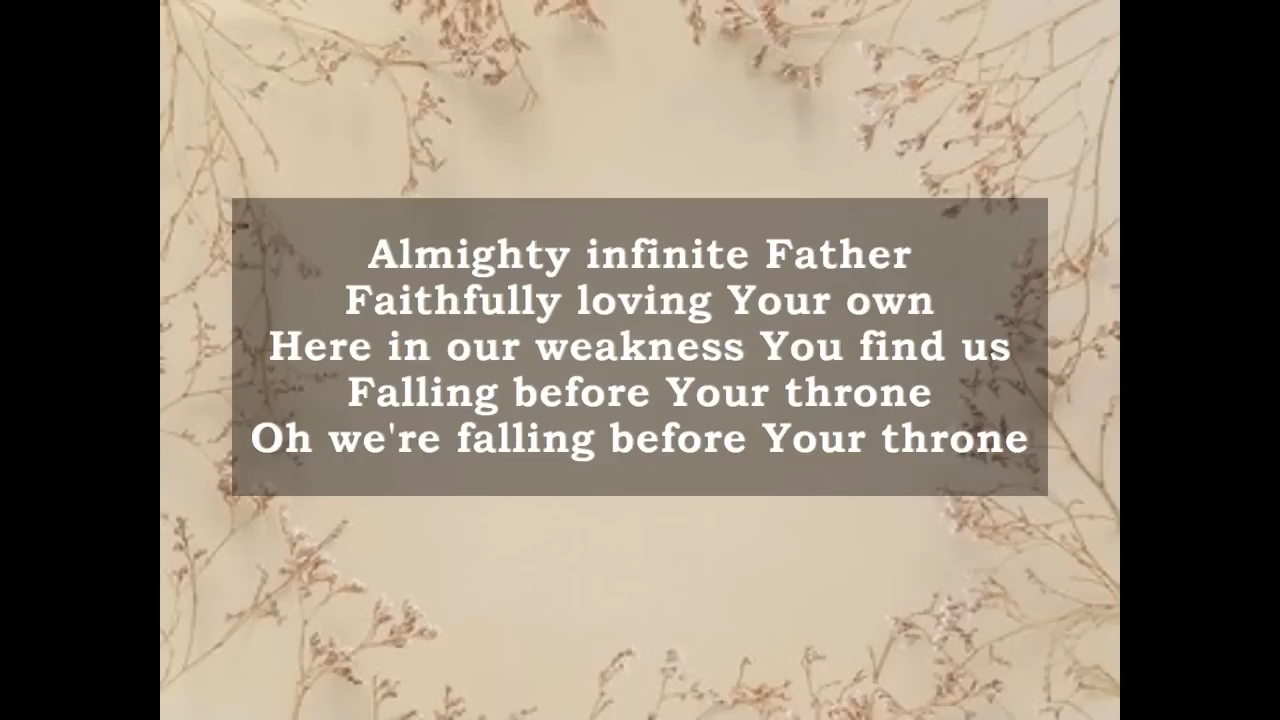 Almighty infinite Father
Faithfully loving Your own
Here in our weakness You find us
Falling before Your throne
Oh we're falling before Your throne